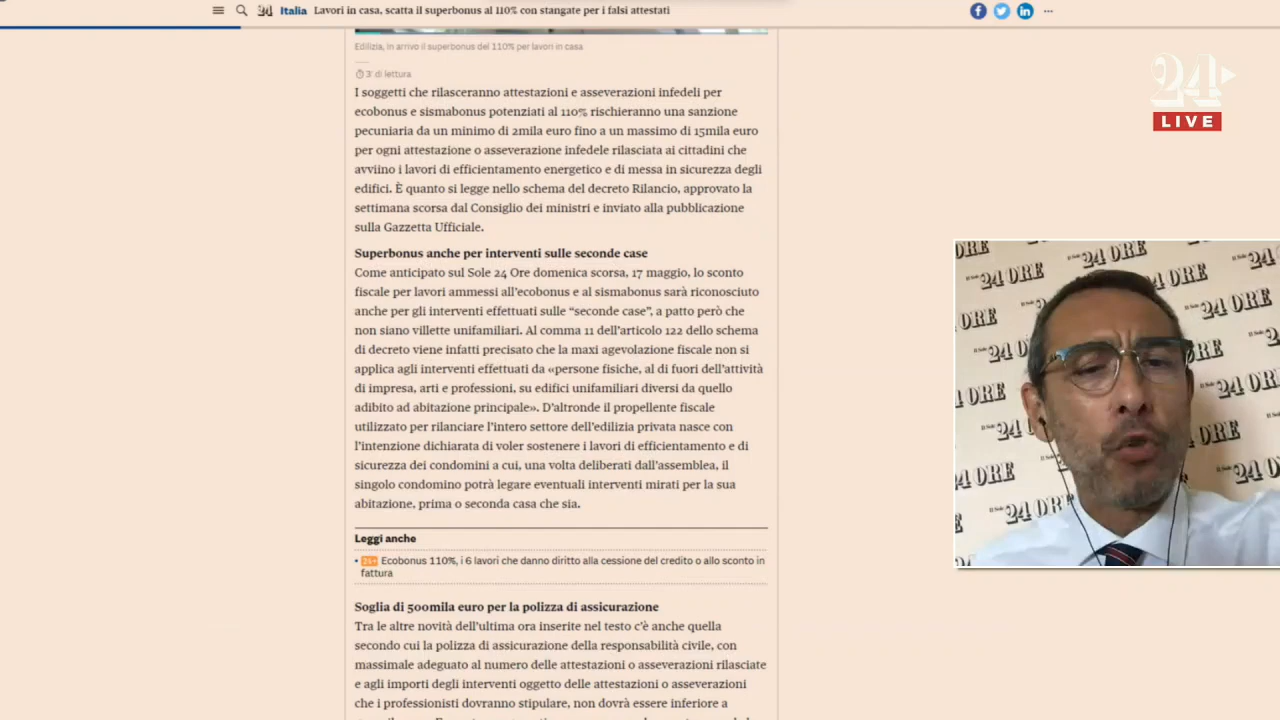 24 Italia Lavori in casa, scatta il superbonus al 110% con stangate per i falsi attestati
Edilizia, in arrivo il superbonus del 110% per lavori in casa
3' di lettura
I soggetti che rilasceranno attestazioni e asseverazioni infedeli per
ecobonus e sismabonus potenziati al 110% rischieranno una sanzione
pecuniaria da un minimo di 2mila euro fino a un massimo di 15mila euro
per ogni attestazione o asseverazione infedele rilasciata ai cittadini che
avviino i lavori di efficientamento energetico e di messa in sicurezza degli
edifici. È quanto si legge nello schema del decreto Rilancio, approvato la
settimana scorsa dal Consiglio dei ministri e inviato alla pubblicazione
sulla Gazzetta Ufficiale.
Superbonus anche per interventi sulle seconde case
Come anticipato sul Sole 24 Ore domenica scorsa, 17 maggio, lo sconto
fiscale per lavori ammessi all'ecobonus e al sismabonus sarà riconosciuto
anche per gli interventi effettuati sulle “seconde case”, a patto però che
non siano villette unifamiliari. Al comma 11 dell'articolo 122 dello schema
di decreto viene infatti precisato che la maxi agevolazione fiscale non si
applica agli interventi effettuati da «persone fisiche, al di fuori dell'attività
di impresa, arti e professioni, su edifici unifamiliari diversi da quello
adibito ad abitazione principale». D'altronde il propellente fiscale
utilizzato per rilanciare l'intero settore dell'edilizia privata nasce con
l'intenzione dichiarata di voler sostenere i lavori di efficientamento e di
sicurezza dei condomini a cui, una volta deliberati dall'assemblea, il
singolo condomino potrà legare eventuali interventi mirati per la sua
abitazione, prima o seconda casa che sia.
Leggi anche
• 24+ Ecobonus 110%, i 6 lavori che danno diritto alla cessione del credito o allo sconto in
fattura
Soglia di 500mila euro per la polizza di assicurazione
Tra le altre novità dell'ultima ora inserite nel testo c'è anche quella
secondo cui la polizza di assicurazione della responsabilità civile, con
massimale adeguato al numero delle attestazioni o asseverazioni rilasciate
e agli importi degli interventi oggetto delle attestazioni o asseverazioni
che i professionisti dovranno stipulare, non dovrà essere inferiore a
24
LIVE
Il Sole 24 ORE